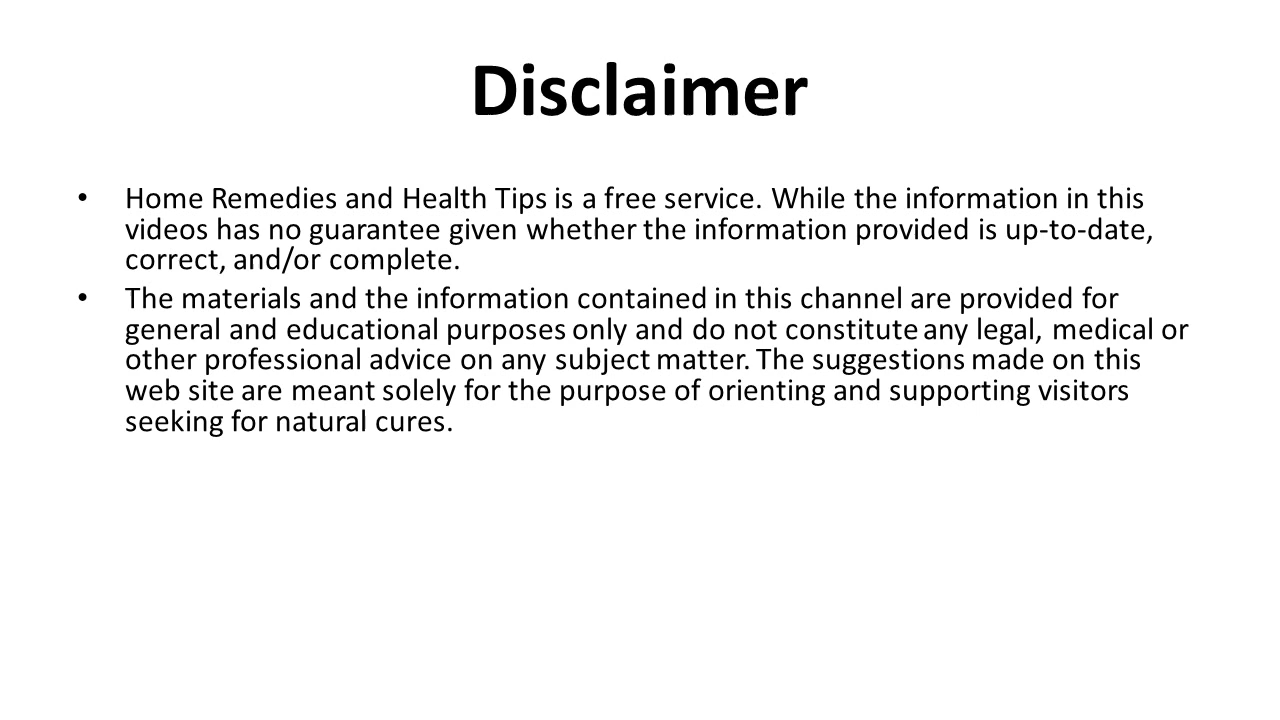 Disclaimer
• Home Remedies and Health Tips is a free service. While the information in this
videos has no guarantee given whether the information provided is up-to-date,
correct, and/or complete.
• The materials and the information contained in this channel are provided for
general and educational purposes only and do not constitute any legal, medical or
other professional advice on any subject matter. The suggestions made on this
web site are meant solely for the purpose of orienting and supporting visitors
seeking for natural cures.